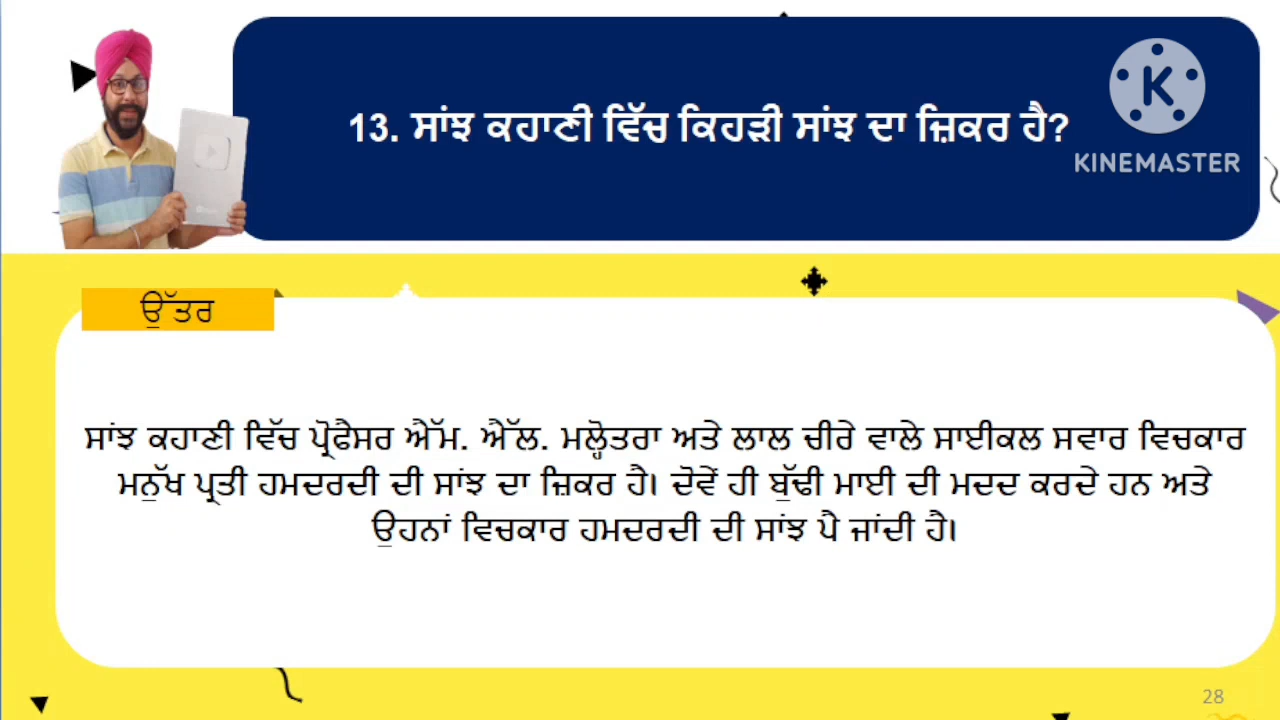 13. ਸਾਂਝ ਕਹਾਣੀ ਵਿੱਚ ਕਿਹੜੀ ਸਾਂਝ ਦਾ ਜ਼ਿਕਰ ਹੈ?
KINEMASTER
ਉੱਤਰ
ਸਾਂਝ ਕਹਾਣੀ ਵਿੱਚ ਪ੍ਰੋਫੈਸਰ ਐੱਮ. ਐੱਲ. ਮਲ੍ਹੋਤਰਾ ਅਤੇ ਲਾਲ ਚੀਰੇ ਵਾਲੇ ਸਾਈਕਲ ਸਵਾਰ ਵਿਚਕਾਰ
ਮਨੁੱਖ ਪ੍ਰਤੀ ਹਮਦਰਦੀ ਦੀ ਸਾਂਝ ਦਾ ਜ਼ਿਕਰ ਹੈ। ਦੋਵੇਂ ਹੀ ਬੁੱਢੀ ਮਾਈ ਦੀ ਮਦਦ ਕਰਦੇ ਹਨ ਅਤੇ
ਉਹਨਾਂ ਵਿਚਕਾਰ ਹਮਦਰਦੀ ਦੀ ਸਾਂਝ ਪੈ ਜਾਂਦੀ ਹੈ।
28